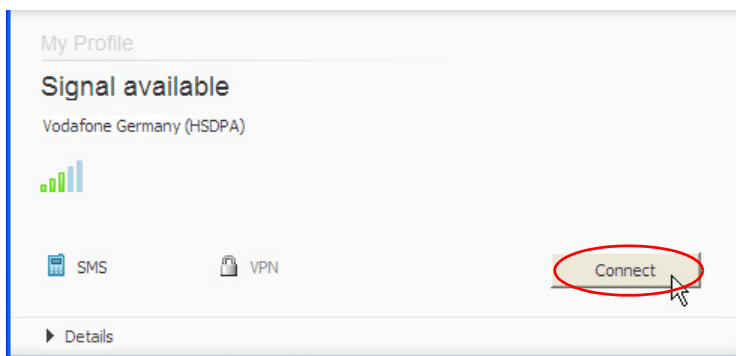 My Profile
Signal available
Vodafone Germany (HSDPA)
SMS VPN Connect
Details